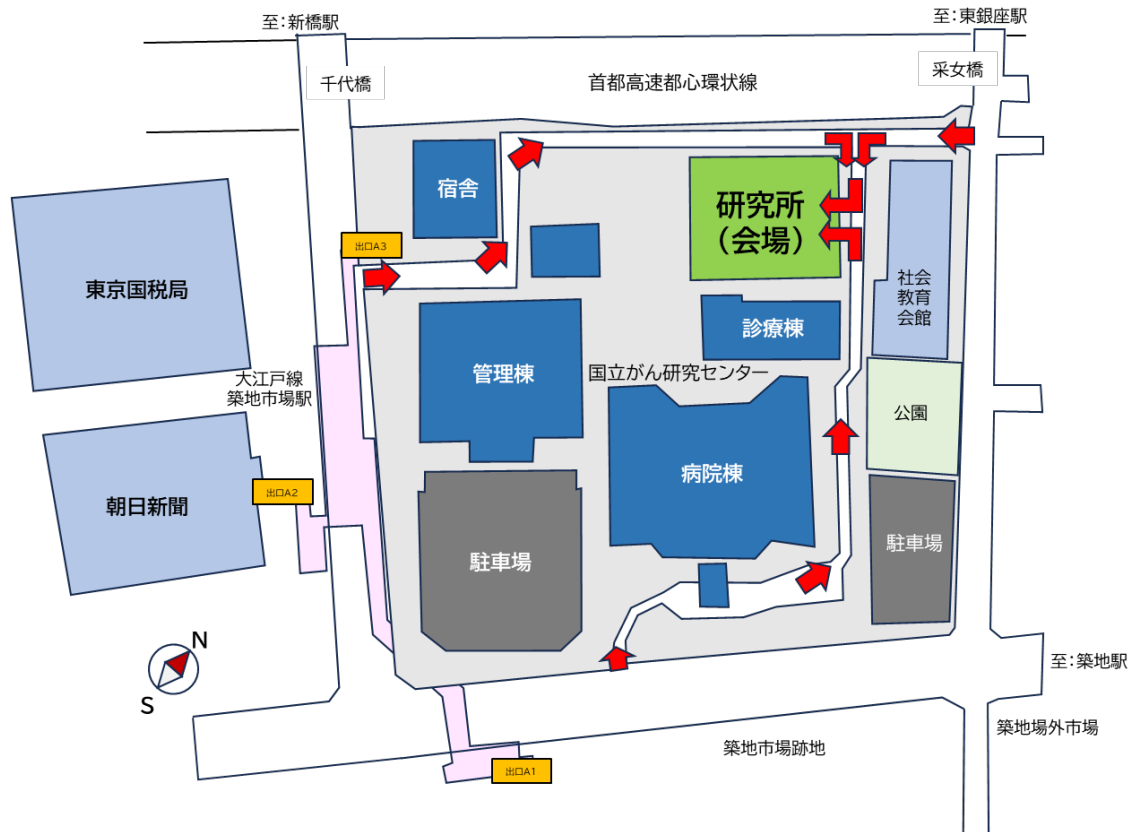 至：新橋駅
至：東銀座駅
千代橋
首都高速都心環状線
采女橋
宿舎
研究所
（会場）
出口A3
東京国税局
社会
教育
会館
診療棟
管理棟
国立がん研究センター
大江戸線
築地市場駅
公園
病院棟
出口A2
朝日新聞
駐車場
駐車場
N
S
至：築地駅
築地場外市場
築地市場跡地
出口A1